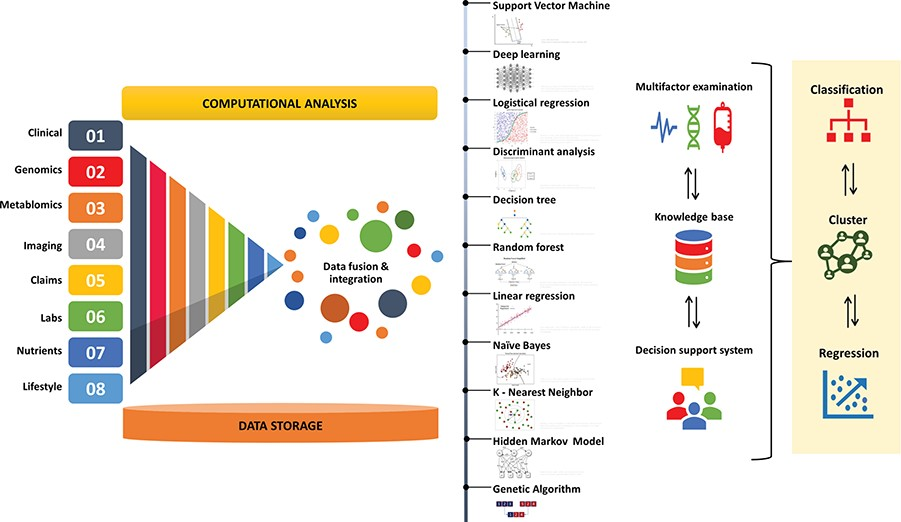 COMPUTATIONAL ANALYSIS
Clinical 01
Genomics 02
Metablomics 03
Imaging 04
Claims 05
Labs 06
Nutrients 07
Lifestyle 08
Data fusion &
integration
DATA STORAGE
Support Vector Machine
Deep learning
Logistical regression
Discriminant analysis
Decision tree
Random forest
Linear regression
Naïve Bayes
K - Nearest Neighbor
Hidden Markov Model
Genetic Algorithm
Multifactor examination
Knowledge base
Decision support system
Classification
Cluster
Regression